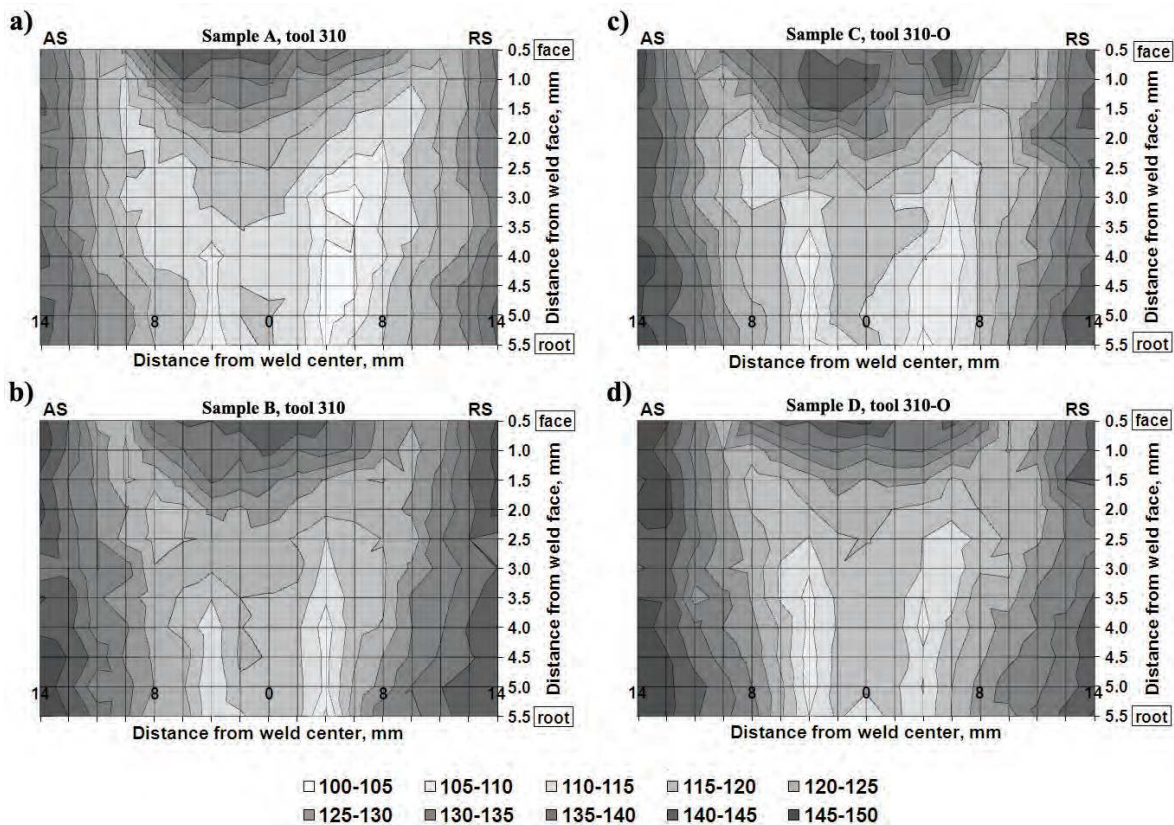 a)
AS
Sample A, tool 310
RS
0.5 face
1.0
1.5
2.0
2.5
3.0
3.5
4.0
4.5
5.0
5.5 root
14 8 0 8 14
Distance from weld center, mm
Distance from weld face, mm
c)
AS
Sample C, tool 310-O
RS
0.5 face
1.0
1.5
2.0
2.5
3.0
3.5
4.0
4.5
5.0
5.5 root
14 8 0 8 14
Distance from weld center, mm
Distance from weld face, mm
b)
AS
Sample B, tool 310
RS
0.5 face
1.0
1.5
2.0
2.5
3.0
3.5
4.0
4.5
5.0
5.5 root
14 8 0 8 14
Distance from weld center, mm
Distance from weld face, mm
d)
AS
Sample D, tool 310-O
RS
0.5 face
1.0
1.5
2.0
2.5
3.0
3.5
4.0
4.5
5.0
5.5 root
14 8 0 8 14
Distance from weld center, mm
Distance from weld face, mm
100-105 105-110 110-115 115-120 120-125
125-130 130-135 135-140 140-145 145-150